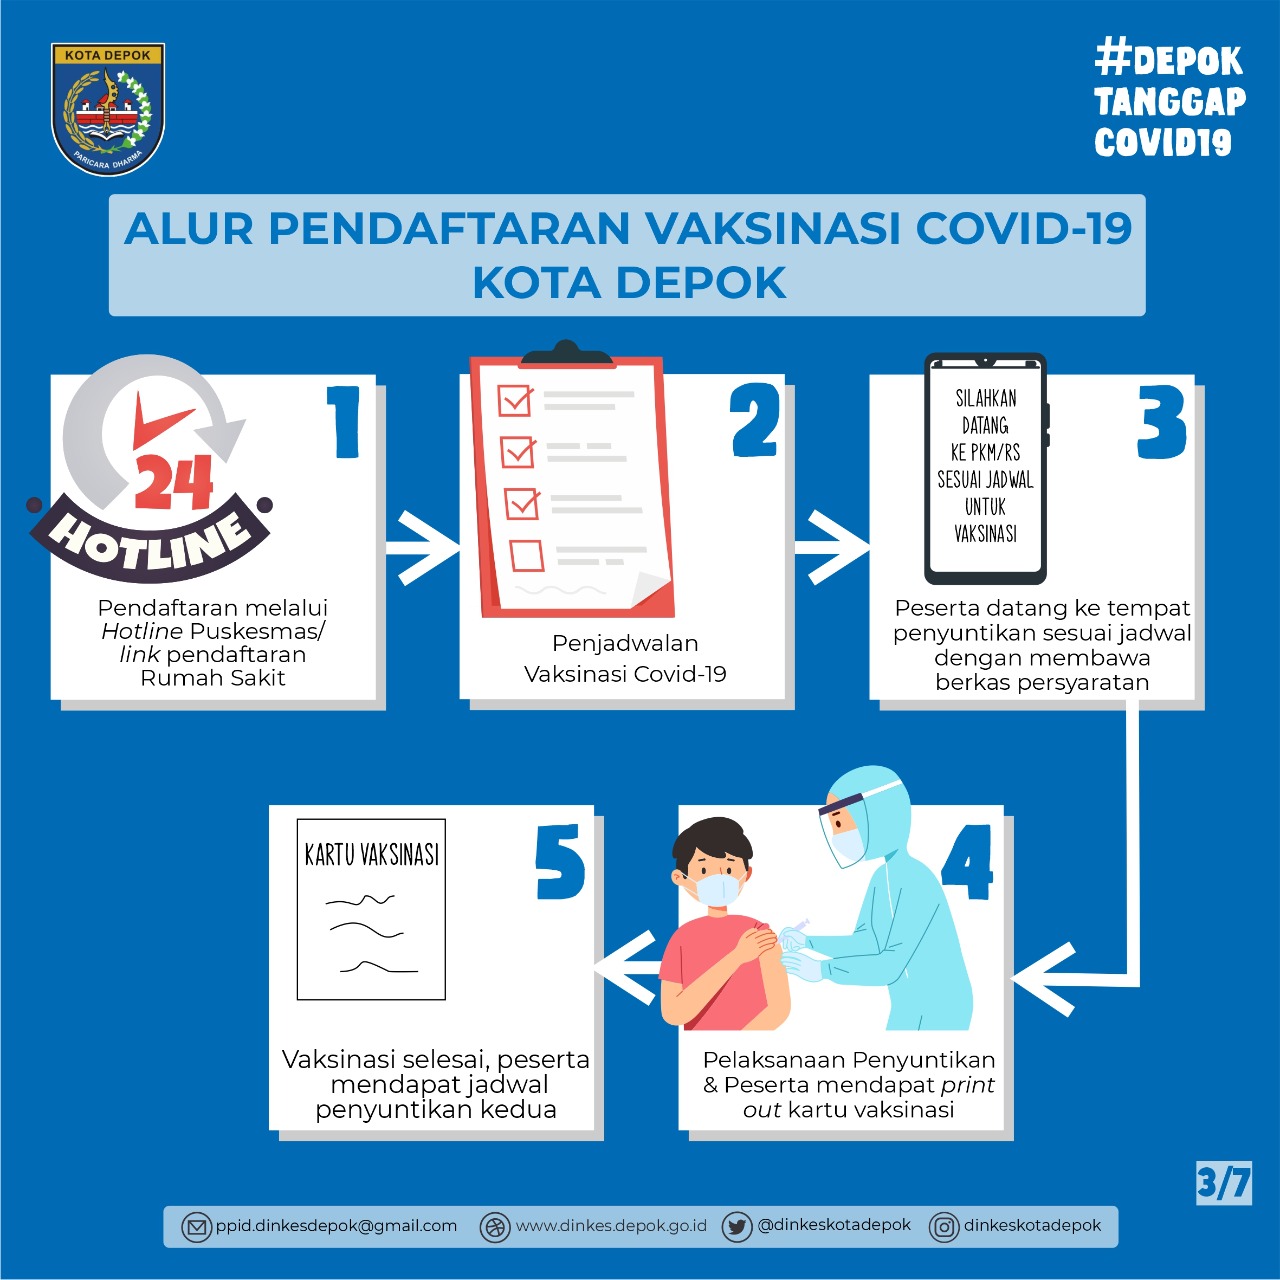 KOTA DEPOK
PARICARA DHARMA
#DEPOK
TANGGAP
COVID19
ALUR PENDAFTARAN VAKSINASI COVID-19
KOTA DEPOK
1
24
HOTLINE
Pendaftaran melalui
Hotline Puskesmas/
link pendaftaran
Rumah Sakit
2
Penjadwalan
Vaksinasi Covid-19
3
SILAHKAN
DATANG
KE PKM/RS
SESUAI JADWAL
UNTUK
VAKSINASI
Peserta datang ke tempat
penyuntikan sesuai jadwal
dengan membawa
berkas persyaratan
4
Pelaksanaan Penyuntikan
& Peserta mendapat print
out kartu vaksinasi
5
KARTU VAKSINASI
Vaksinasi selesai, peserta
mendapat jadwal
penyuntikan kedua
3/7
ppid.dinkesdepok@gmail.com www.dinkes.depok.go.id @dinkeskotadepok dinkeskotadepok